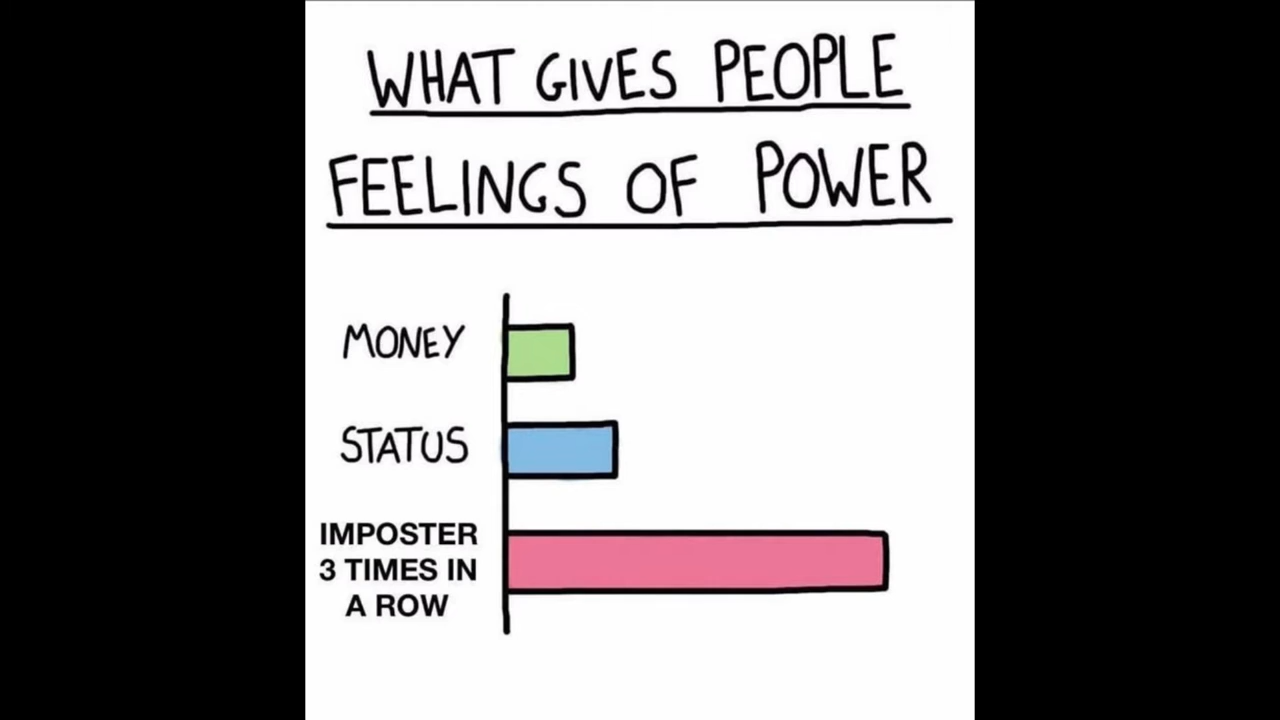 WHAT GIVES PEOPLE
FEELINGS OF POWER
MONEY
STATUS
IMPOSTER
3 TIMES IN
A ROW